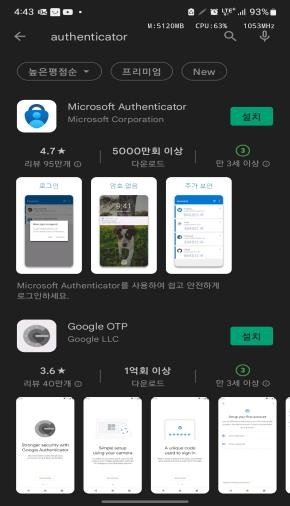 4:43
93%
M:5120MB CPU:63% 1053MHz
authenticator
높은평점순
프리미엄
New
Microsoft Authenticator
Microsoft Corporation
설치
4.7★
리뷰 95만개
5000만회 이상
다운로드
3
만 3세 이상
로그인
암호 없음
추가 보안
9:41
Microsoft Authenticator를 사용하여 쉽고 안전하게
로그인하세요.
Google OTP
Google LLC
설치
3.6★
리뷰 40만개
1억회 이상
다운로드
3
만 3세 이상
Stronger security with
Google Authenticator
Simple setup
using your camera
A unique code
used to sign in
Setup your first account